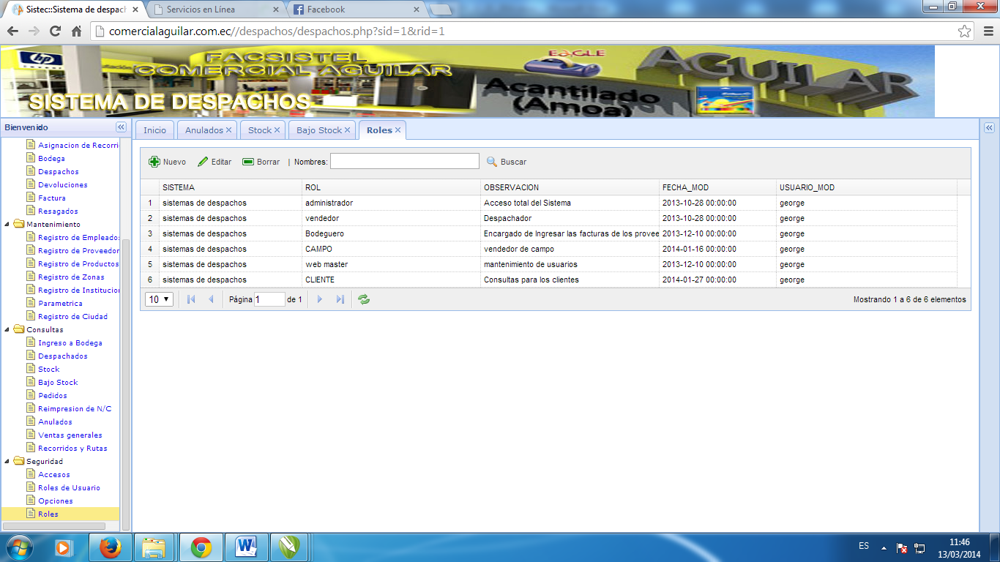 Sistec::Sistema de despach
Servicios en Línea
Facebook
comercialaguilar.com.ec//despachos/despachos.php?sid=1&rid=1
hp
FACSISTEL
COMERCIAL AGUILAR
SISTEMA DE DESPACHOS
EAGLE
AGUILAR
Acantilado
(Amoa)
Bienvenido
Inicio
Anulados
Stock
Bajo Stock
Roles
Asignacion de Recorri
Bodega
Despachos
Devoluciones
Factura
Resagados
Mantenimiento
Registro de Empleados
Registro de Proveedor
Registro de Productos
Registro de Zonas
Registro de Institucion
Parametrica
Registro de Ciudad
Consultas
Ingreso a Bodega
Despachados
Stock
Bajo Stock
Pedidos
Reimpresion de N/C
Anulados
Ventas generales
Recorridos y Rutas
Seguridad
Accesos
Roles de Usuario
Opciones
Roles
Nuevo Editar Borrar | Nombres: Buscar
SISTEMA ROL OBSERVACION FECHA_MOD USUARIO_MOD
1 sistemas de despachos administrador Acceso total del Sistema 2013-10-28 00:00:00 george
2 sistemas de despachos vendedor Despachador 2013-10-28 00:00:00 george
3 sistemas de despachos Bodeguero Encargado de Ingresar las facturas de los provee 2013-12-10 00:00:00 george
4 sistemas de despachos CAMPO vendedor de campo 2014-01-16 00:00:00 george
5 sistemas de despachos web master mantenimiento de usuarios 2013-12-10 00:00:00 george
6 sistemas de despachos CLIENTE Consultas para los clientes 2014-01-27 00:00:00 george
10 Página 1 de 1 Mostrando 1 a 6 de 6 elementos
ES
11:46
13/03/2014